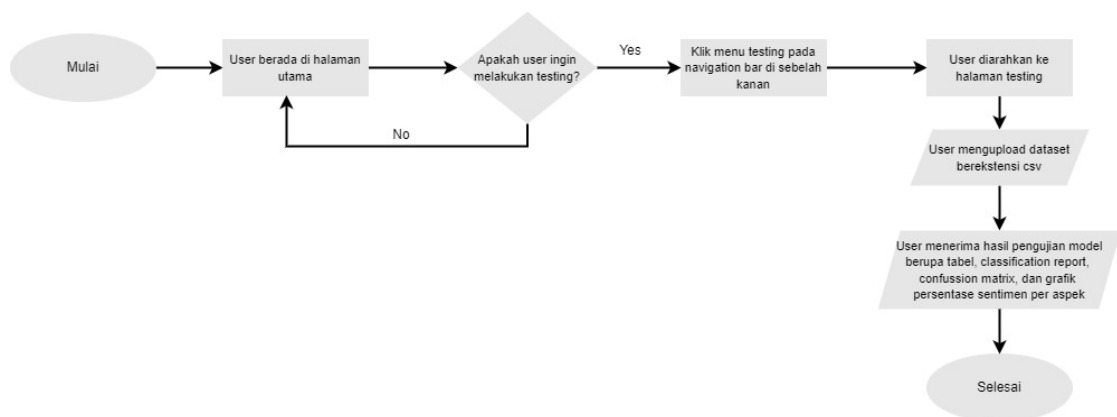 Mulai
User berada di halaman
utama
Apakah user ingin
melakukan testing?
Yes
No
Klik menu testing pada
navigation bar di sebelah
kanan
User diarahkan ke
halaman testing
User mengupload dataset
berekstensi csv
User menerima hasil pengujian model
berupa tabel, classification report,
confussion matrix, dan grafik
persentase sentimen per aspek
Selesai